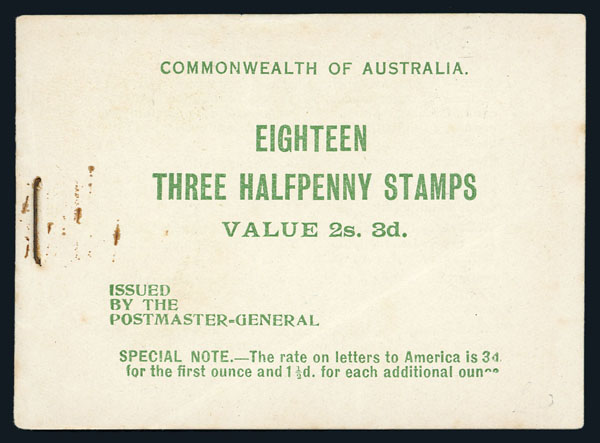 COMMONWEALTH OF AUSTRALIA.
EIGHTEEN
THREE HALFPENNY STAMPS
VALUE 2s. 3d.
ISSUED
BY THE
POSTMASTER-GENERAL
SPECIAL NOTE.—The rate on letters to America is 3d.
for the first ounce and 1½d. for each additional ounce